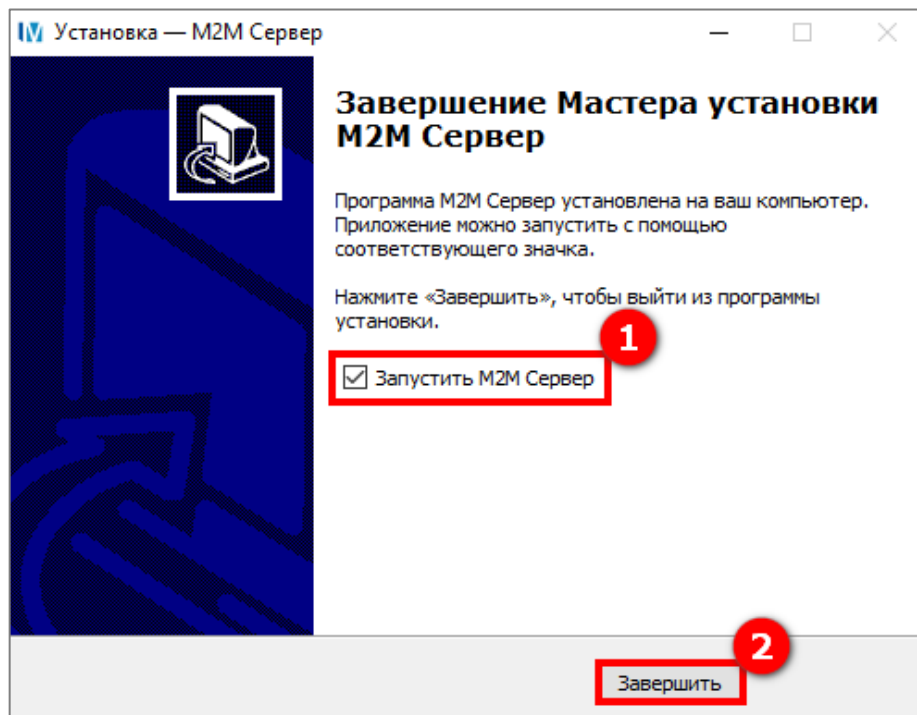 Установка — M2M Сервер
Завершение Мастера установки
M2M Сервер
Программа M2M Сервер установлена на ваш компьютер.
Приложение можно запустить с помощью
соответствующего значка.
Нажмите «Завершить», чтобы выйти из программы
установки.
1
Запустить M2M Сервер
2
Завершить